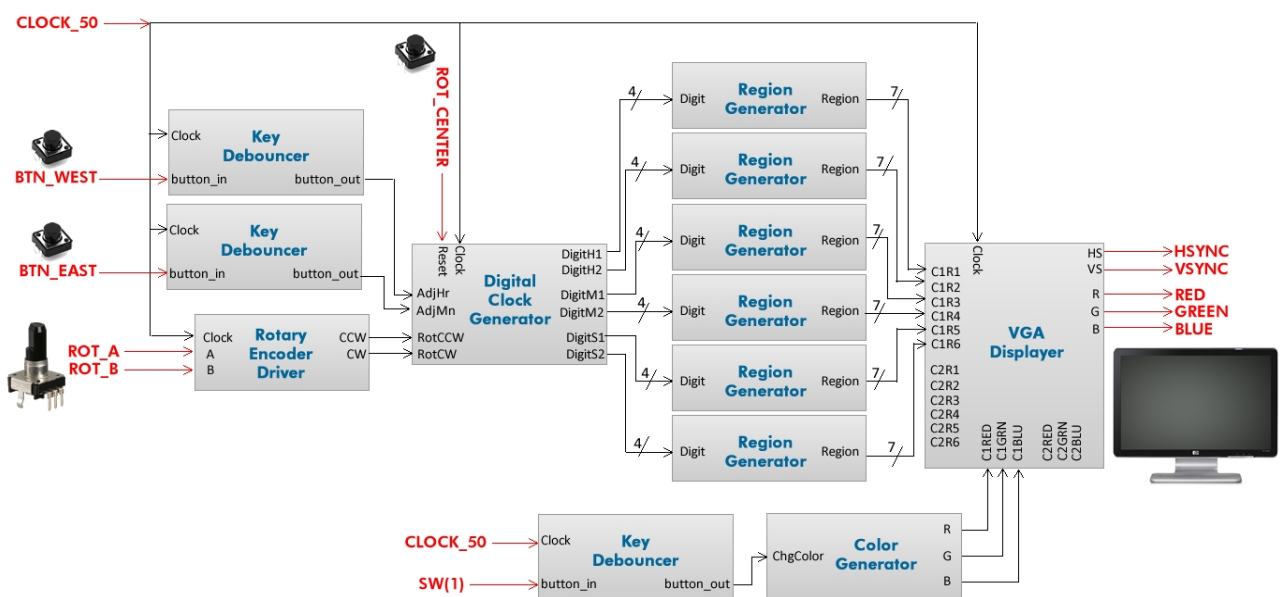 CLOCK_50
ROT_CENTER
Clock
Key
Debouncer
BTN_WEST
button_in
button_out
Clock
Key
Debouncer
BTN_EAST
button_in
button_out
Clock
A
B
Rotary
Encoder
Driver
CCW
CW
ROT_A
ROT_B
Reset
Clock
Digital
Clock
Generator
AdjHr
AdjMn
RotCCW
RotCW
DigitH1
DigitH2
DigitM1
DigitM2
DigitS1
DigitS2
4
Digit
Region
Generator
Region
7
4
Digit
Region
Generator
Region
7
4
Digit
Region
Generator
Region
7
4
Digit
Region
Generator
Region
7
4
Digit
Region
Generator
Region
7
4
Digit
Region
Generator
Region
7
Clock
C1R1
C1R2
C1R3
C1R4
C1R5
C1R6
C2R1
C2R2
C2R3
C2R4
C2R5
C2R6
VGA
Displayer
C1RED
C1GRN
C1BLU
C2RED
C2GRN
C2BLU
HS
VS
R
G
B
HSYNC
VSYNC
RED
GREEN
BLUE
CLOCK_50
Clock
Key
Debouncer
SW(1)
button_in
button_out
ChgColor
Color
Generator
R
G
B